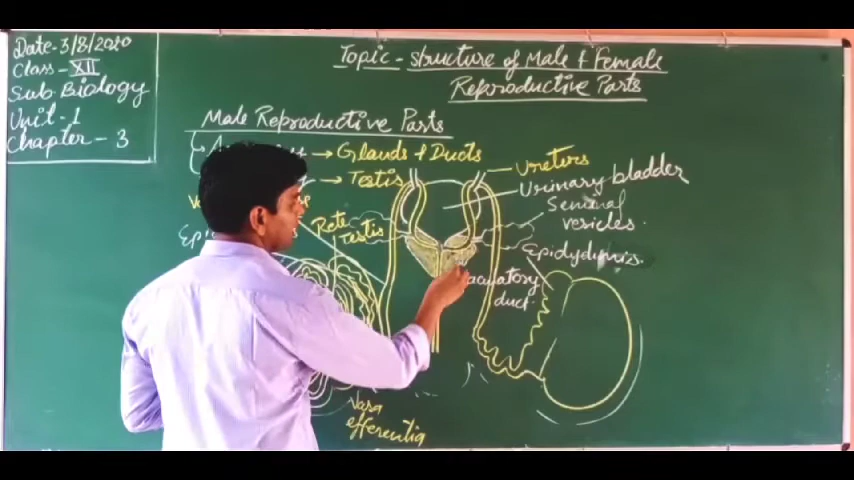 Date-3/8/2020
Class-XII
Sub-Biology
Unit-1
Chapter-3
Topic-structure of Male & Female
Reproductive Parts
Male Reproductive Parts
→ Glands & Ducts
→ Testis
Rete
Testis
Ureters
Urinary bladder
Seminal
vesicles.
Epidydimis.
duct
Vasa
efferentia